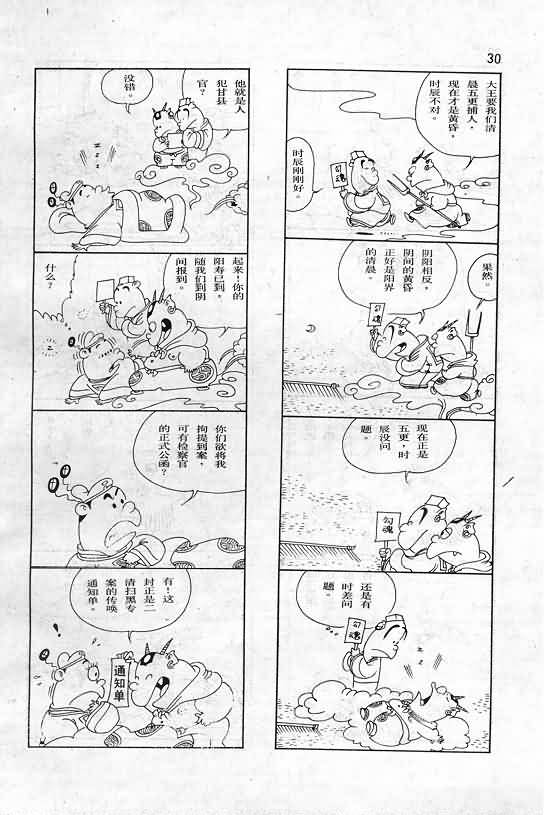 30
大王要我们清
晨五更捕人，
现在才是黄昏，
时辰不对。
时辰刚刚好。
勾魂
果然。
阴阳相反，
阴间的黄昏
正好是阳界
的清晨。
勾魂
现在正是
五更，时
辰没问
题。
勾魂
还是有
时差问
题。
勾魂
z z z
他就是人
犯甘县
官？
没错。
z z z
起来！你的
阳寿已到，
随我们到阴
间报到。
什么？
你们欲将我
拘提到案，
可有检察官
的正式公函？
有！这
封正是二
清扫黑专
案的传唤
通知单。
通知单